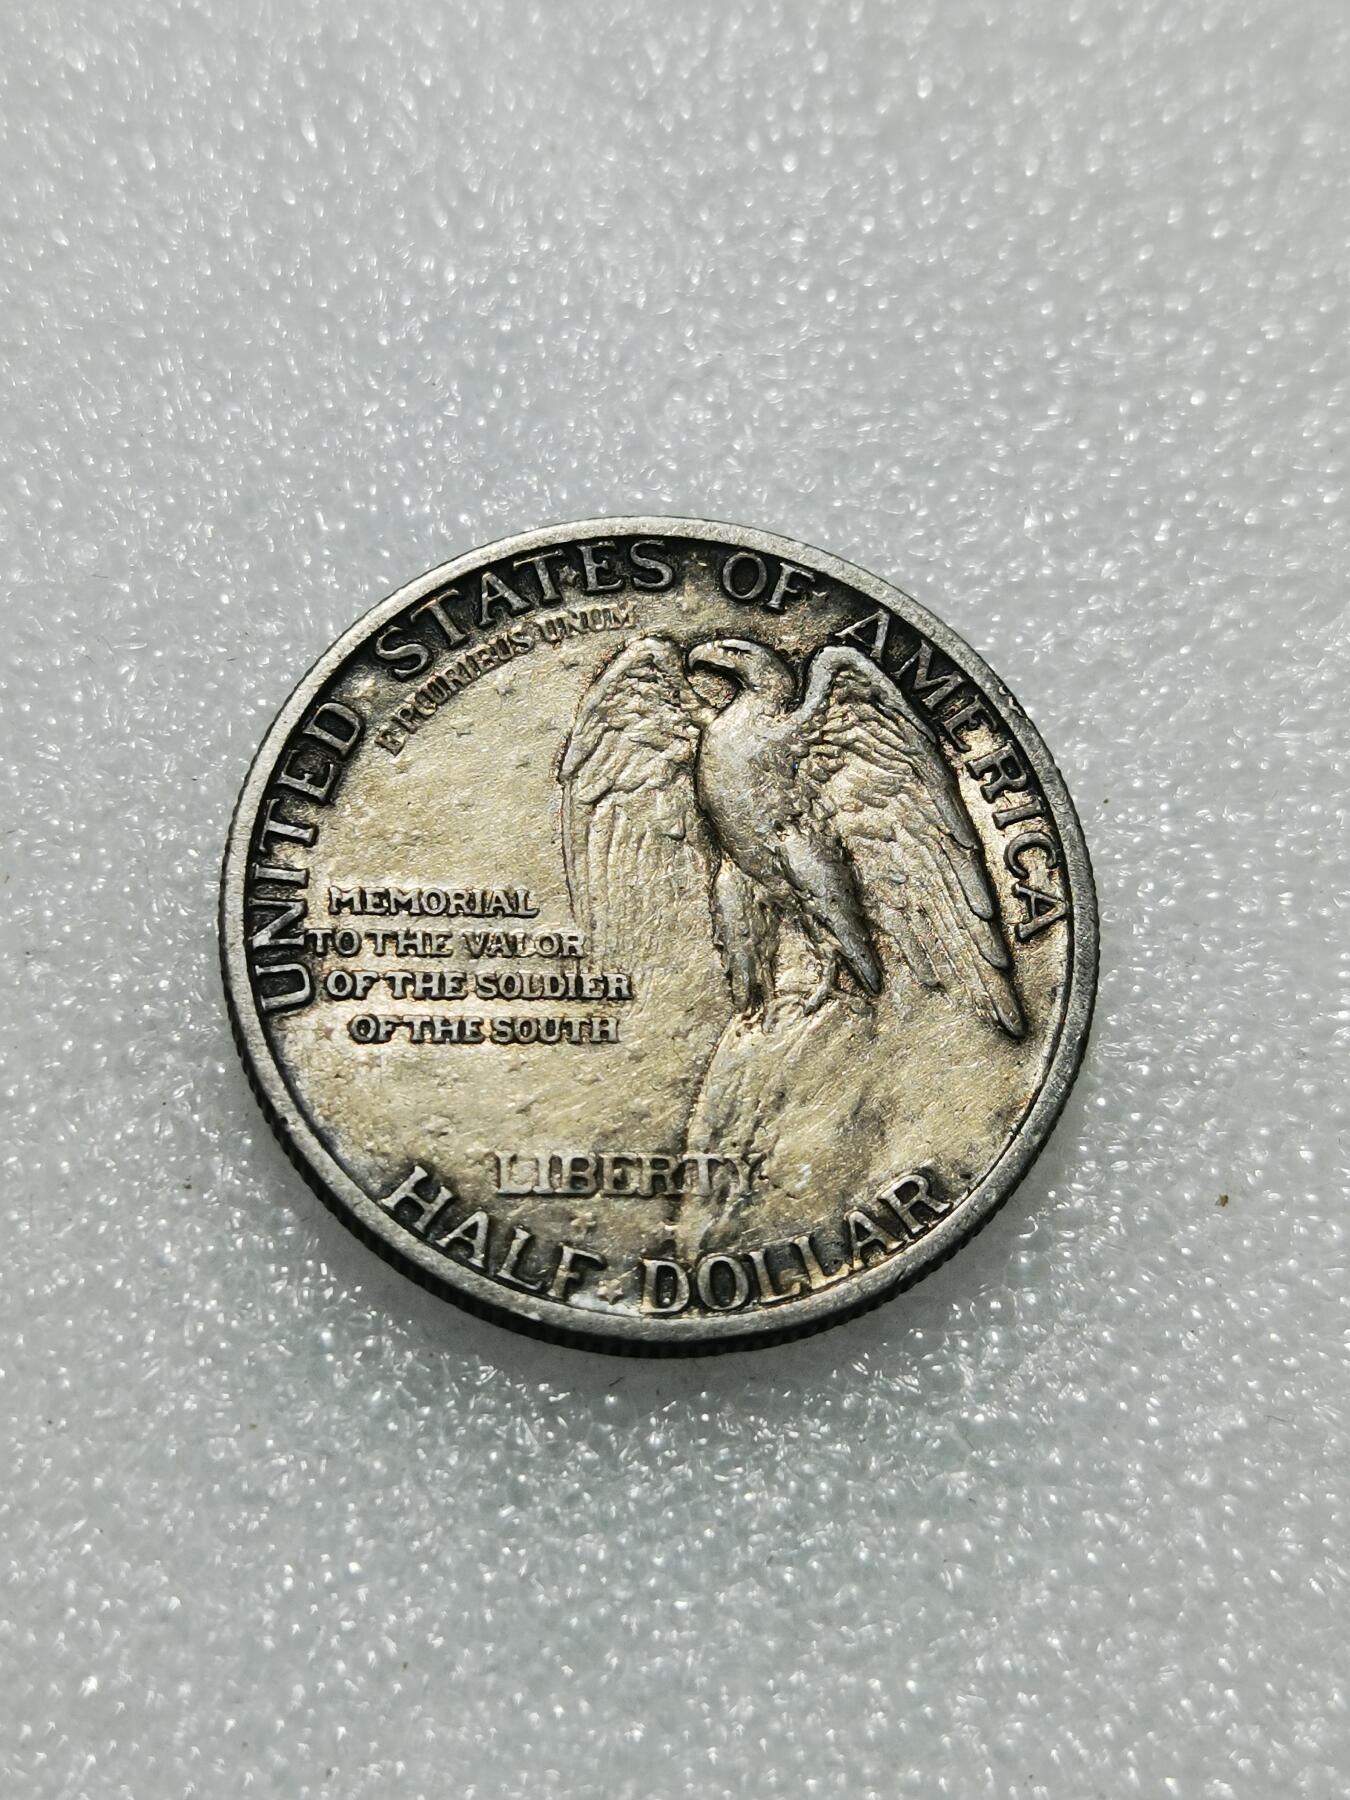 UNITED STATES OF AMERICA
E PLURIBUS UNUM
MEMORIAL
TO THE VALOR
OF THE SOLDIER
OF THE SOUTH
LIBERTY
HALF DOLLAR